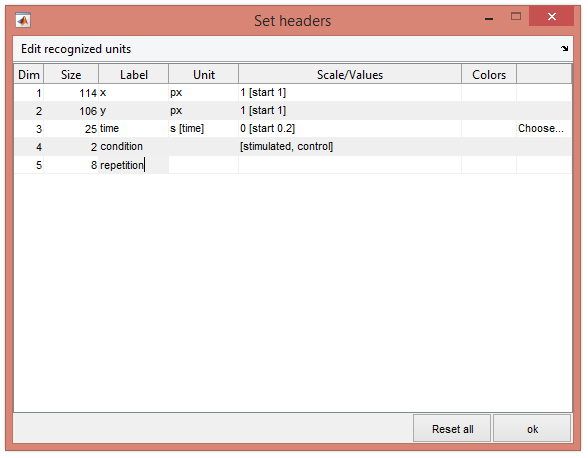 Set headers
Edit recognized units
Dim Size Label Unit Scale/Values Colors
1 114 x px 1 [start 1]
2 106 y px 1 [start 1]
3 25 time s [time] 0 [start 0.2] Choose...
4 2 condition [stimulated, control]
5 8 repetition
Reset all ok